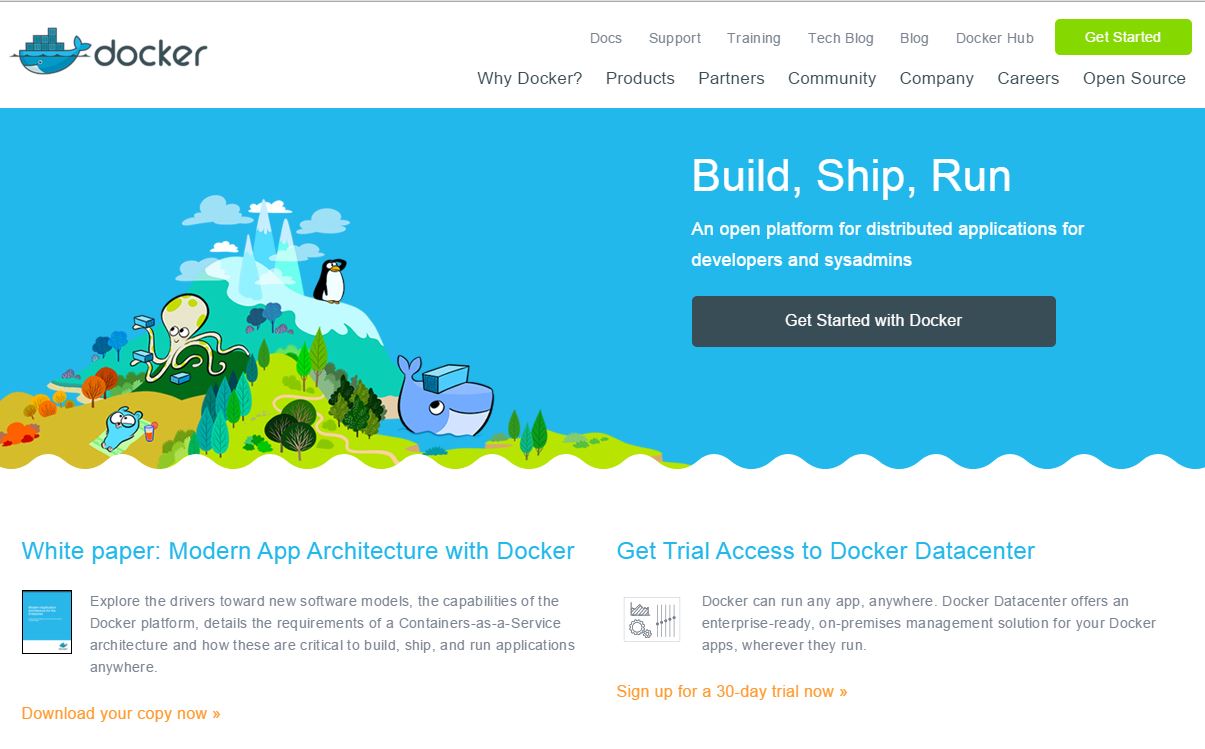 docker
Docs Support Training Tech Blog Blog Docker Hub Get Started
Why Docker? Products Partners Community Company Careers Open Source
Build, Ship, Run
An open platform for distributed applications for
developers and sysadmins
Get Started with Docker
White paper: Modern App Architecture with Docker
Explore the drivers toward new software models, the capabilities of the
Docker platform, details the requirements of a Containers-as-a-Service
architecture and how these are critical to build, ship, and run applications
anywhere.
Download your copy now »
Get Trial Access to Docker Datacenter
Docker can run any app, anywhere. Docker Datacenter offers an
enterprise-ready, on-premises management solution for your Docker
apps, wherever they run.
Sign up for a 30-day trial now »